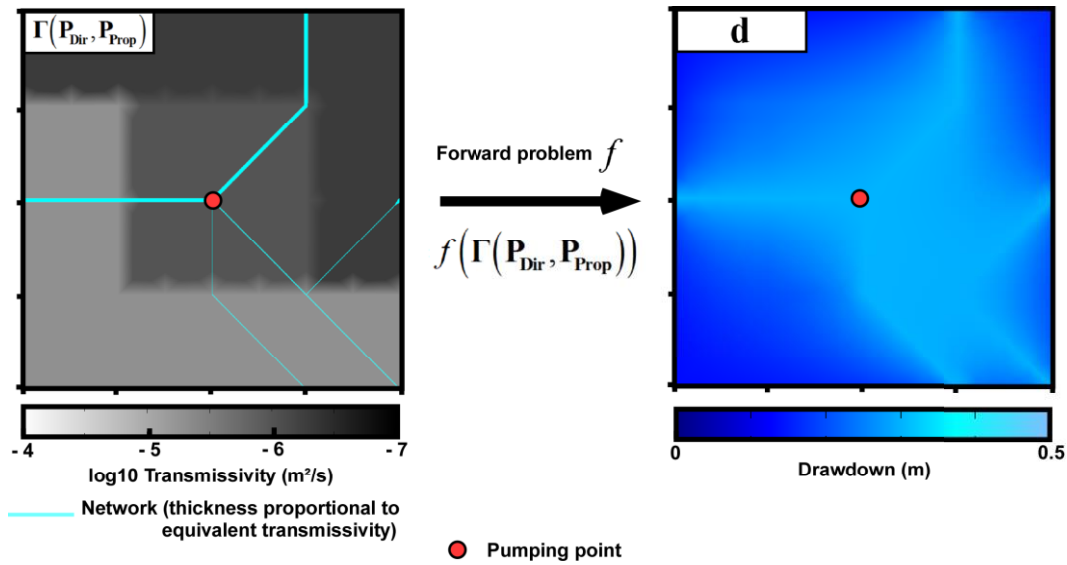 Γ(P_Dir, P_Prop)
d
Forward problem f
f(Γ(P_Dir, P_Prop))
- 4 - 5 - 6 - 7
log10 Transmissivity (m²/s)
0 0.5
Drawdown (m)
Network (thickness proportional to
equivalent transmissivity)
Pumping point